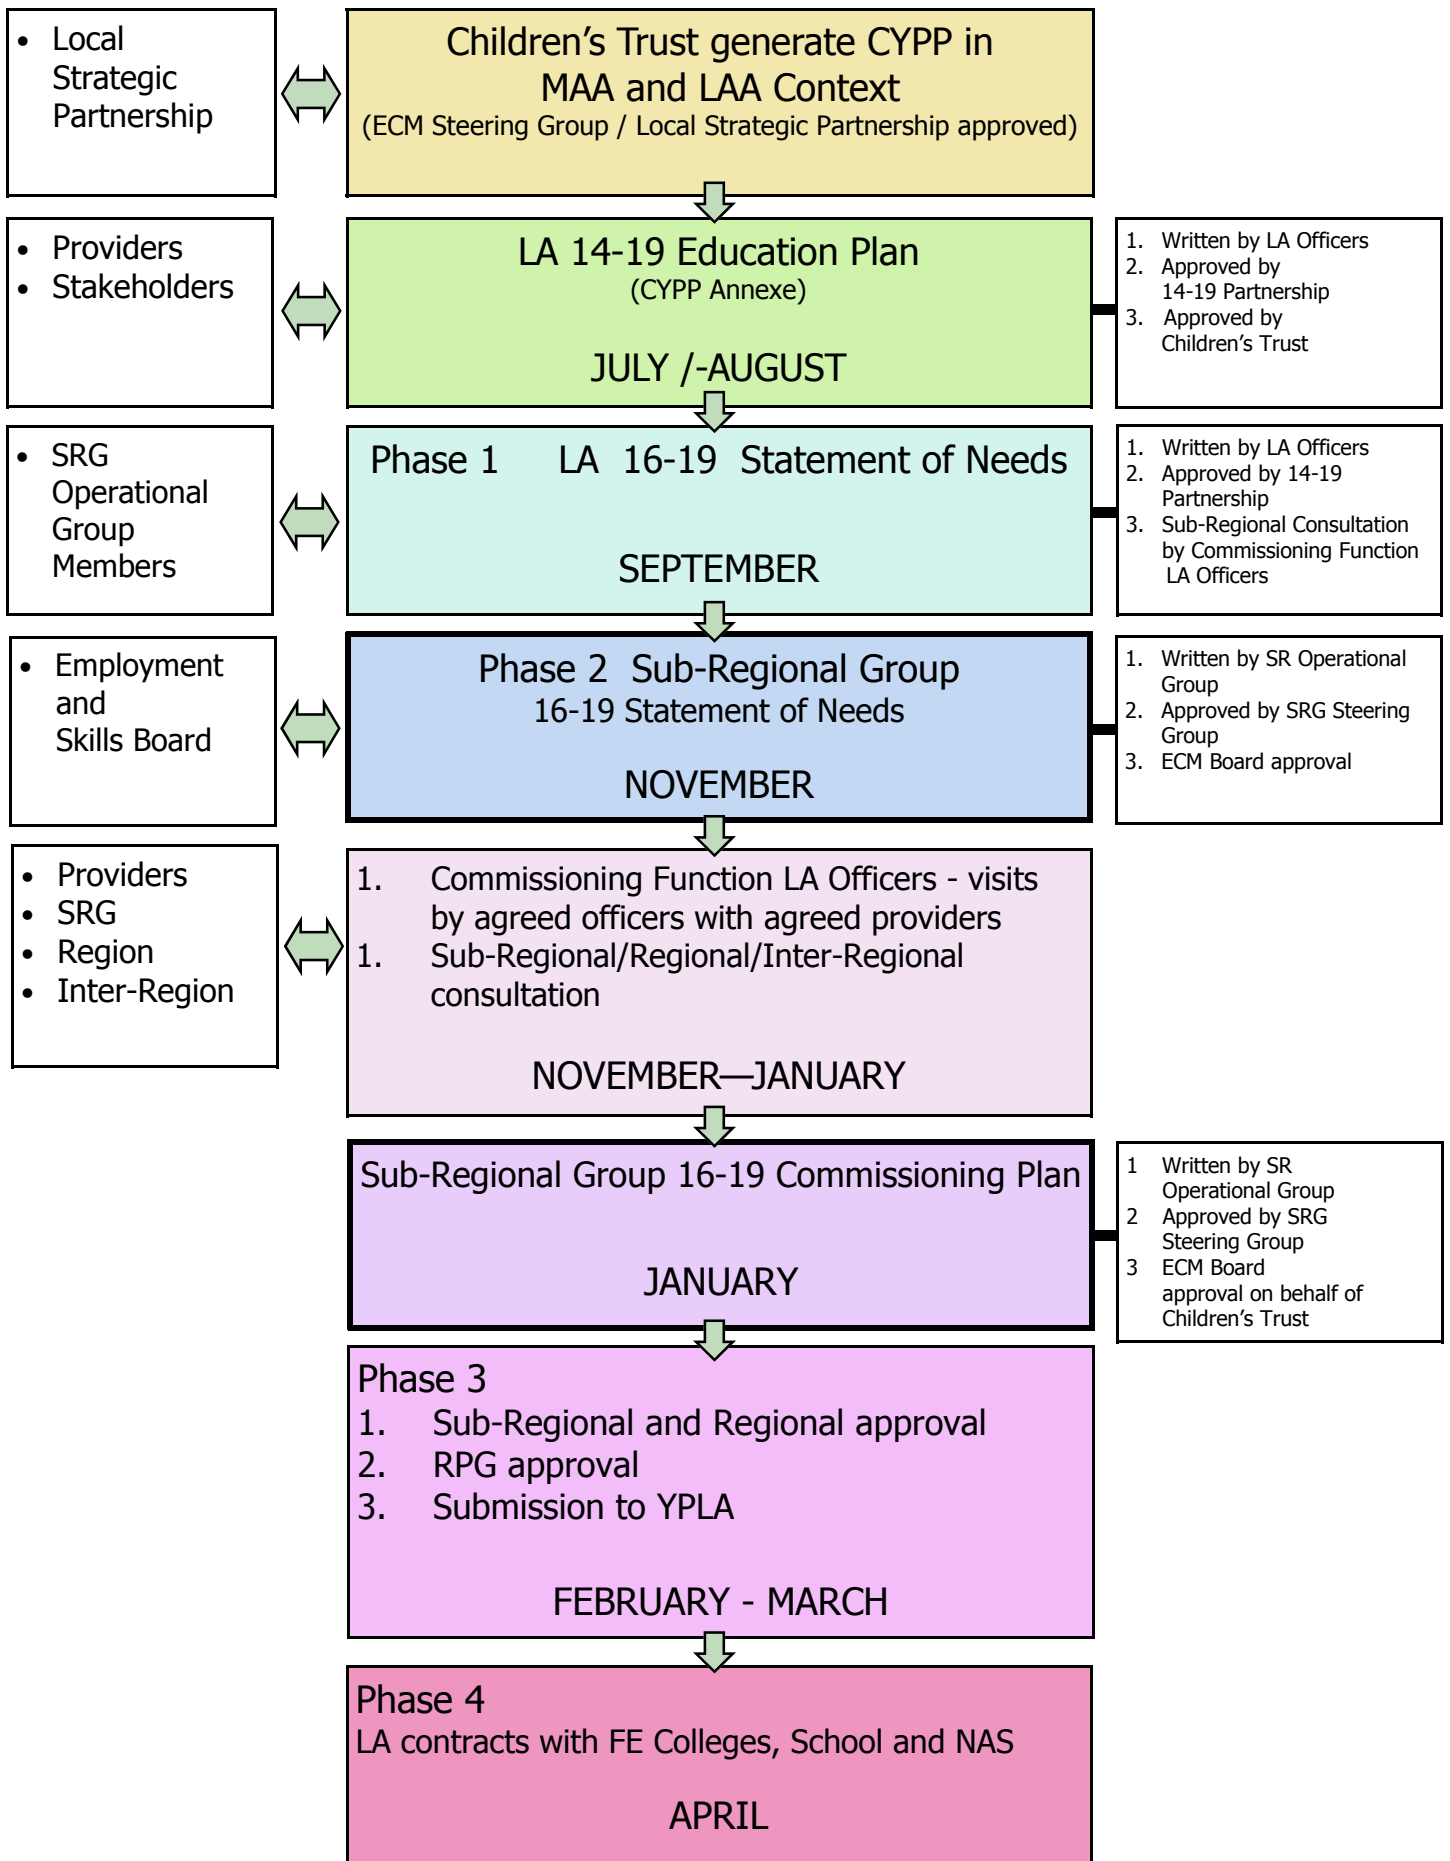 • Local
Strategic
Partnership
Children’s Trust generate CYPP in
MAA and LAA Context
(ECM Steering Group / Local Strategic Partnership approved)
• Providers
• Stakeholders
LA 14-19 Education Plan
(CYPP Annexe)
JULY /-AUGUST
1. Written by LA Officers
2. Approved by
14-19 Partnership
3. Approved by
Children’s Trust
• SRG
Operational
Group
Members
Phase 1 LA 16-19 Statement of Needs
SEPTEMBER
1. Written by LA Officers
2. Approved by 14-19
Partnership
3. Sub-Regional Consultation
by Commissioning Function
LA Officers
• Employment
and
Skills Board
Phase 2 Sub-Regional Group
16-19 Statement of Needs
NOVEMBER
1. Written by SR Operational
Group
2. Approved by SRG Steering
Group
3. ECM Board approval
• Providers
• SRG
• Region
• Inter-Region
1. Commissioning Function LA Officers - visits
by agreed officers with agreed providers
1. Sub-Regional/Regional/Inter-Regional
consultation
NOVEMBER—JANUARY
Sub-Regional Group 16-19 Commissioning Plan
JANUARY
1 Written by SR
Operational Group
2 Approved by SRG
Steering Group
3 ECM Board
approval on behalf of
Children’s Trust
Phase 3
1. Sub-Regional and Regional approval
2. RPG approval
3. Submission to YPLA
FEBRUARY - MARCH
Phase 4
LA contracts with FE Colleges, School and NAS
APRIL